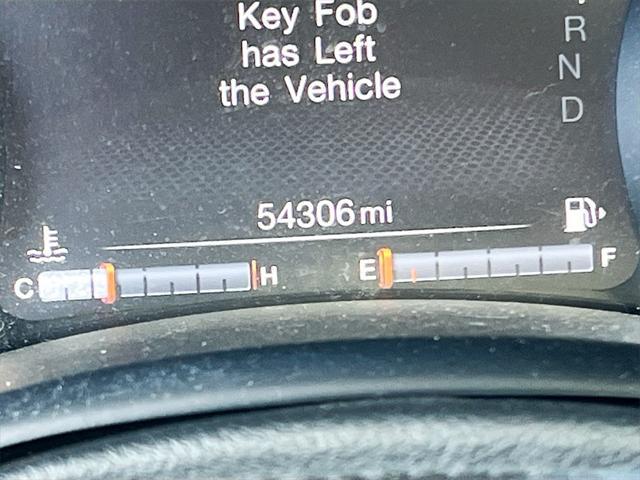 Key Fob
has Left
the Vehicle
R
N
D
54306 mi
C H E F